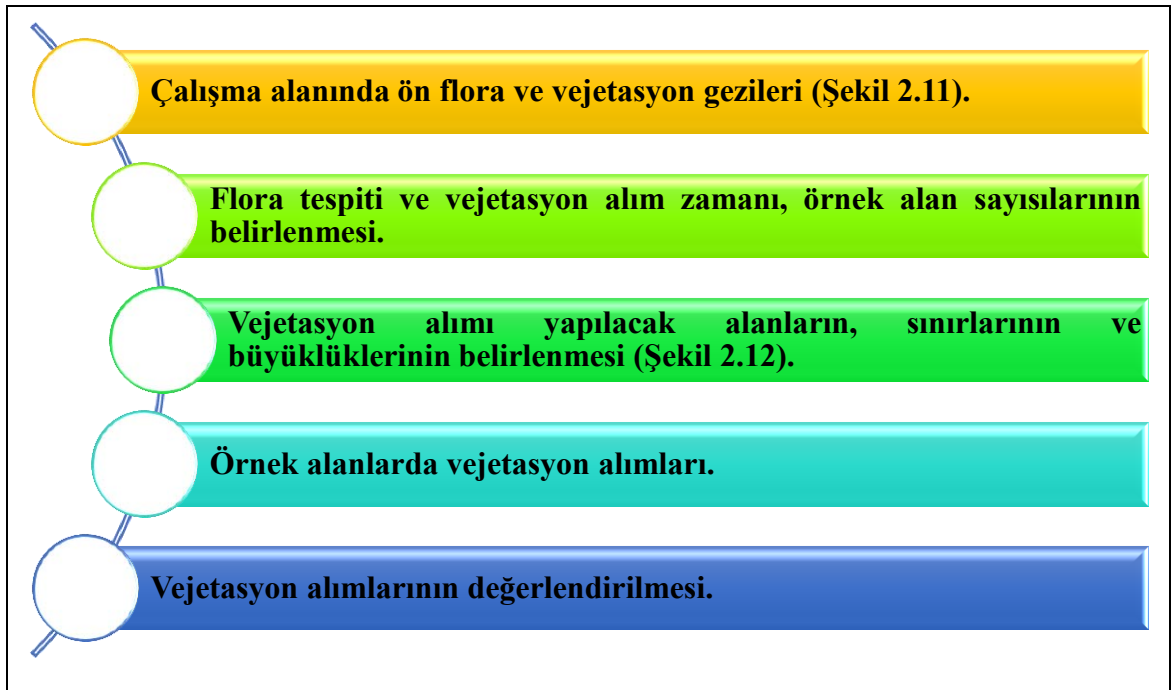 Çalışma alanında ön flora ve vejetasyon gezileri (Şekil 2.11).
Flora tespiti ve vejetasyon alım zamanı, örnek alan sayısılarının
belirlenmesi.
Vejetasyon alımı yapılacak alanların, sınırlarının ve
büyüklüklerinin belirlenmesi (Şekil 2.12).
Örnek alanlarda vejetasyon alımları.
Vejetasyon alımlarının değerlendirilmesi.